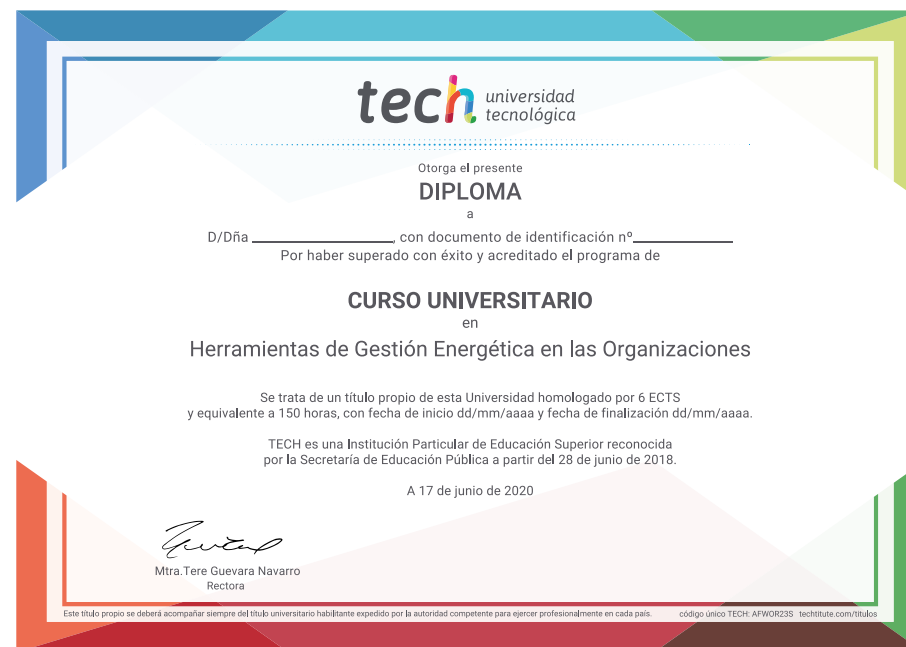 tech universidad
tecnológica
Otorga el presente
DIPLOMA
a
D/Dña ____________________, con documento de identificación nº______________
Por haber superado con éxito y acreditado el programa de
CURSO UNIVERSITARIO
en
Herramientas de Gestión Energética en las Organizaciones
Se trata de un título propio de esta Universidad homologado por 6 ECTS
y equivalente a 150 horas, con fecha de inicio dd/mm/aaaa y fecha de finalización dd/mm/aaaa.
TECH es una Institución Particular de Educación Superior reconocida
por la Secretaría de Educación Pública a partir del 28 de junio de 2018.
A 17 de junio de 2020
Mtra.Tere Guevara Navarro
Rectora
Este título propio se deberá acompañar siempre del título universitario habilitante expedido por la autoridad competente para ejercer profesionalmente en cada país. código único TECH: AFWOR23S techtitute.com/titulos